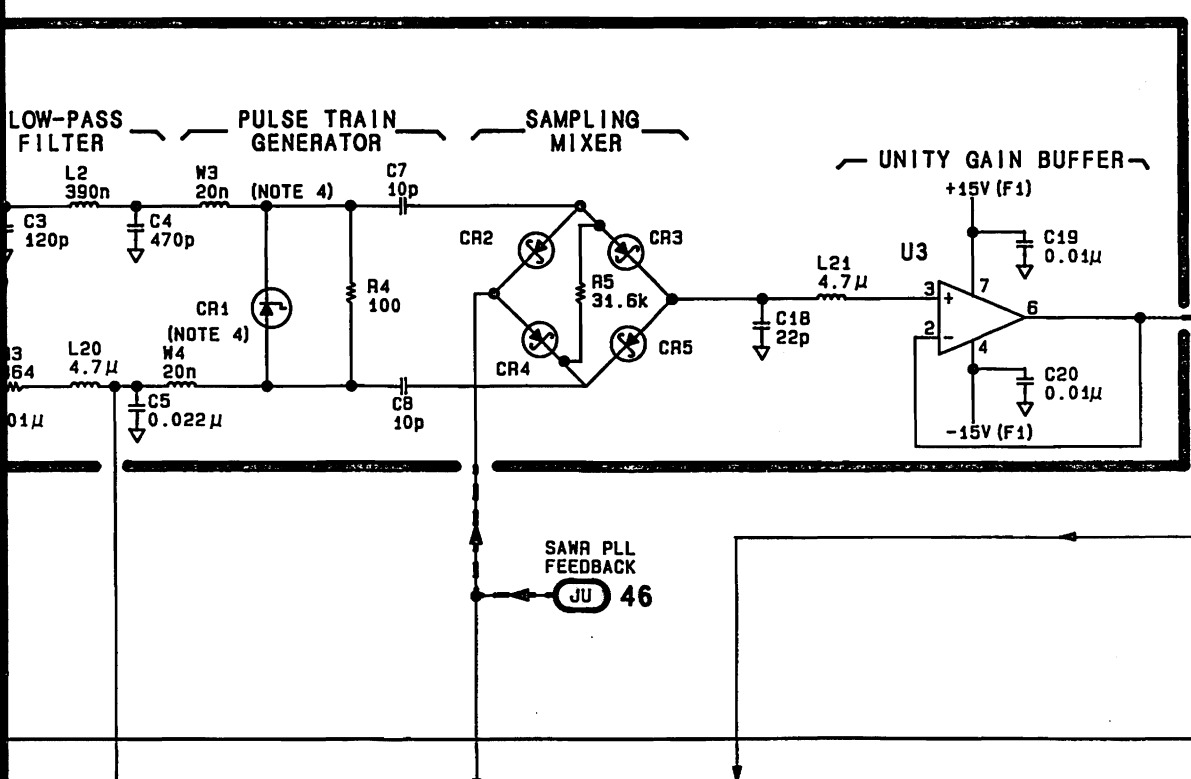 LOW-PASS
FILTER
PULSE TRAIN
GENERATOR
SAMPLING
MIXER
UNITY GAIN BUFFER
L2
390n
W3
20n
(NOTE 4)
C7
10p
+15V (F1)
C3
120p
C4
470p
CR2
CR3
U3
C19
0.01µ
R5
31.6k
L21
4.7µ
R4
100
CR1
(NOTE 4)
3
+
7
6
2
-
4
C18
22p
CR4
CR5
L20
4.7µ
W4
20n
C5
0.022µ
C8
10p
C20
0.01µ
-15V (F1)
01µ
SAWR PLL
FEEDBACK
JU 46